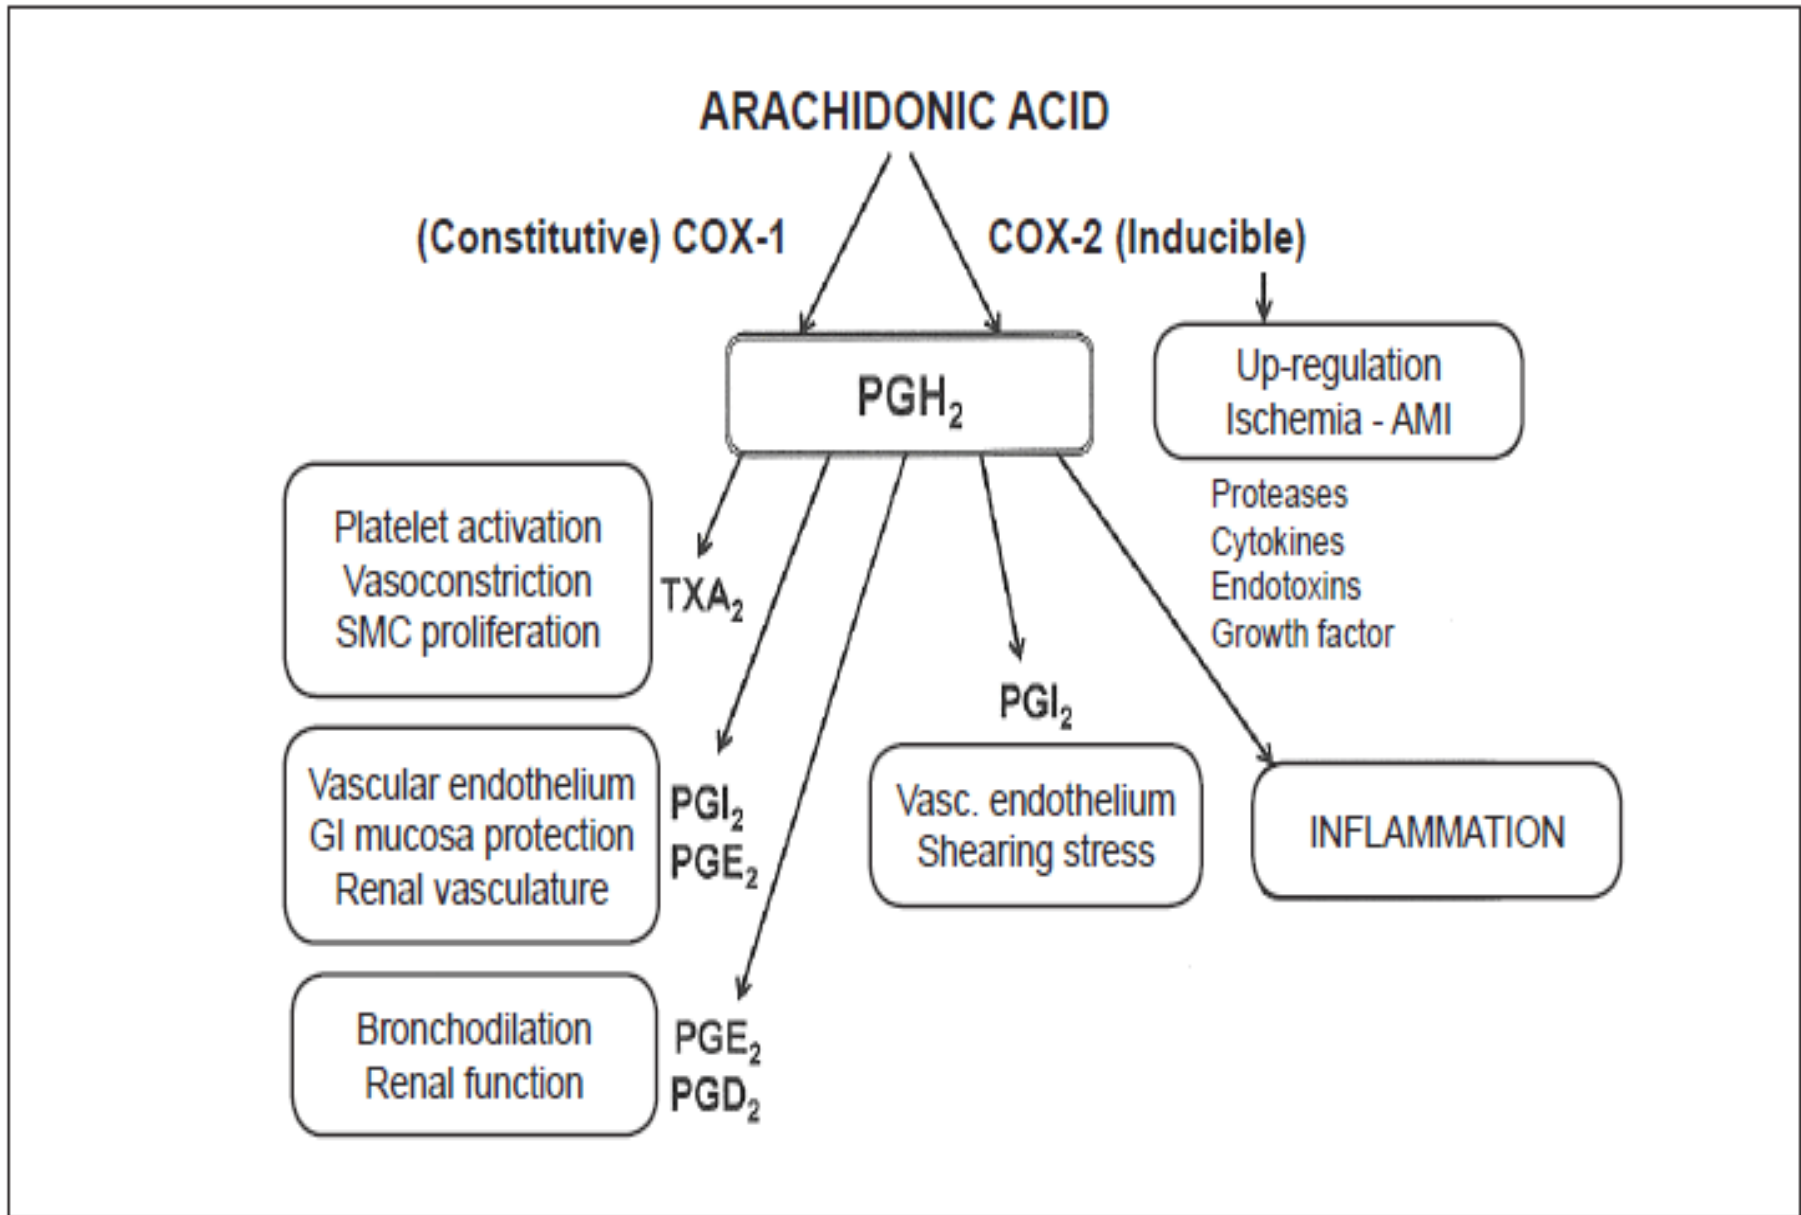 ARACHIDONIC ACID
(Constitutive) COX-1
COX-2 (Inducible)
PGH₂
Up-regulation
Ischemia - AMI
Proteases
Cytokines
Endotoxins
Growth factor
Platelet activation
Vasoconstriction
SMC proliferation
TXA₂
Vascular endothelium
GI mucosa protection
Renal vasculature
PGI₂
PGE₂
Bronchodilation
Renal function
PGE₂
PGD₂
PGI₂
Vasc. endothelium
Shearing stress
INFLAMMATION